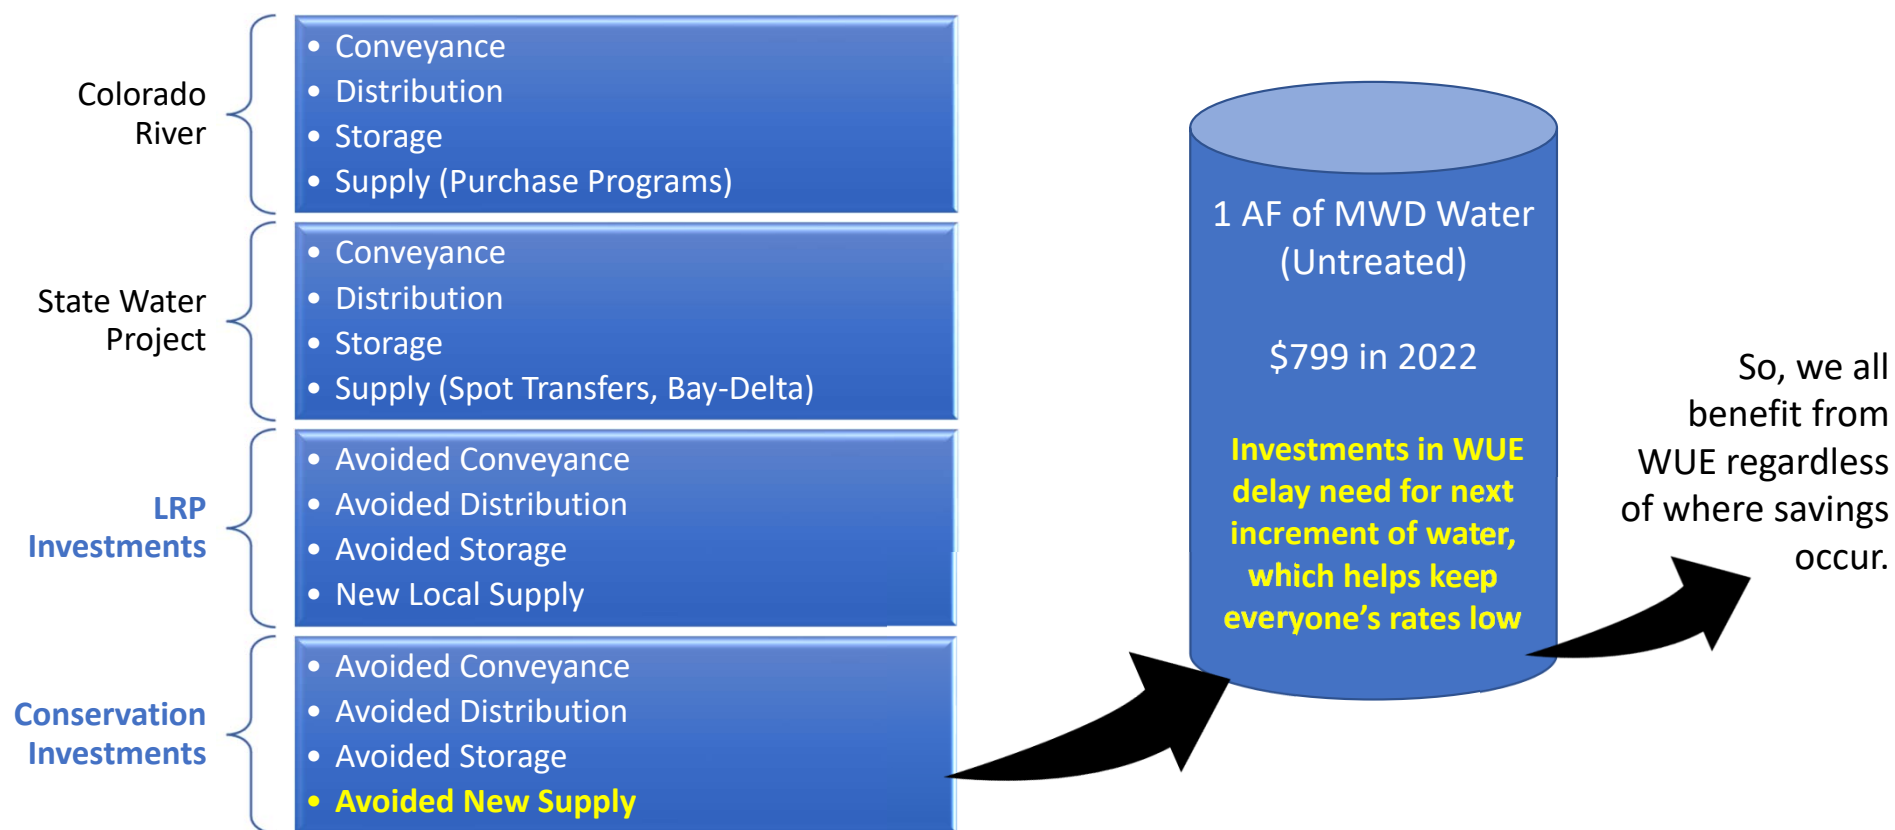 Colorado
River
• Conveyance
• Distribution
• Storage
• Supply (Purchase Programs)
State Water
Project
• Conveyance
• Distribution
• Storage
• Supply (Spot Transfers, Bay-Delta)
LRP
Investments
• Avoided Conveyance
• Avoided Distribution
• Avoided Storage
• New Local Supply
Conservation
Investments
• Avoided Conveyance
• Avoided Distribution
• Avoided Storage
• Avoided New Supply
1 AF of MWD Water
(Untreated)
$799 in 2022
Investments in WUE
delay need for next
increment of water,
which helps keep
everyone’s rates low
So, we all
benefit from
WUE regardless
of where savings
occur.